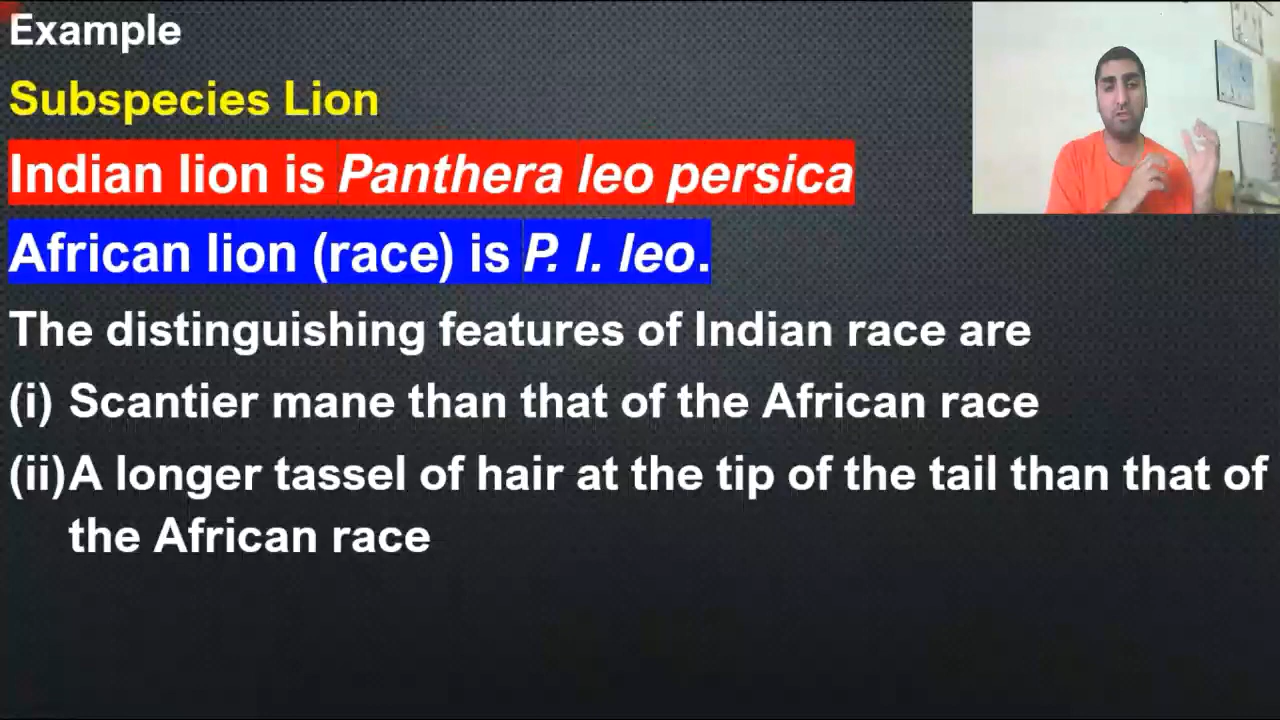 Example
Subspecies Lion
Indian lion is Panthera leo persica
African lion (race) is P. l. leo.
The distinguishing features of Indian race are
(i) Scantier mane than that of the African race
(ii) A longer tassel of hair at the tip of the tail than that of
the African race